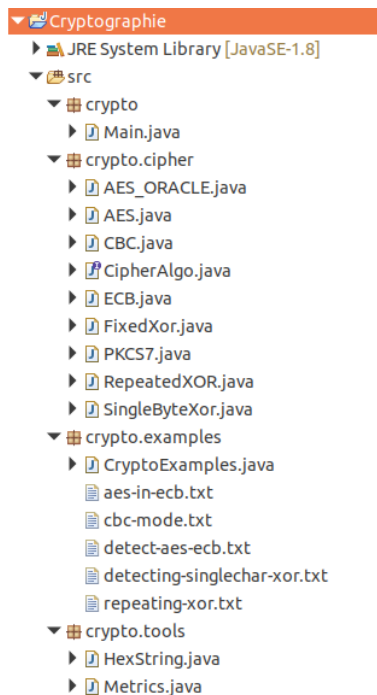 Cryptographie
JRE System Library [JavaSE-1.8]
src
crypto
Main.java
crypto.cipher
AES_ORACLE.java
AES.java
CBC.java
CipherAlgo.java
ECB.java
FixedXor.java
PKCS7.java
RepeatedXOR.java
SingleByteXor.java
crypto.examples
CryptoExamples.java
aes-in-ecb.txt
cbc-mode.txt
detect-aes-ecb.txt
detecting-singlechar-xor.txt
repeating-xor.txt
crypto.tools
HexString.java
Metrics.java